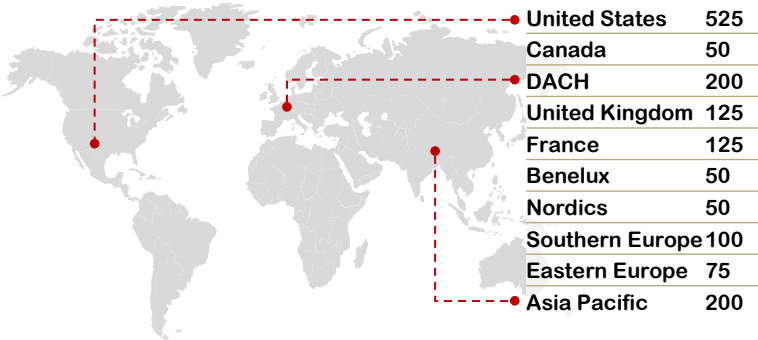 United States 525
Canada 50
DACH 200
United Kingdom 125
France 125
Benelux 50
Nordics 50
Southern Europe 100
Eastern Europe 75
Asia Pacific 200